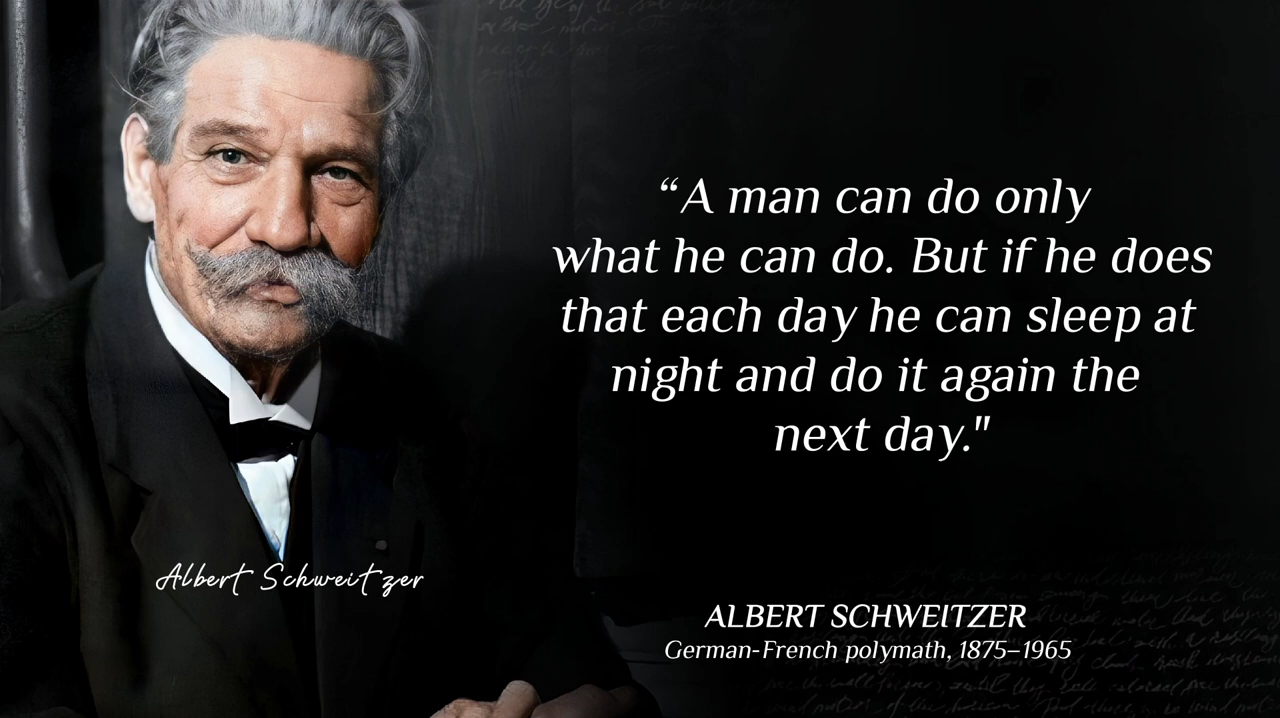 “A man can do only
what he can do. But if he does
that each day he can sleep at
night and do it again the
next day."
Albert Schweitzer
ALBERT SCHWEITZER
German-French polymath, 1875–1965